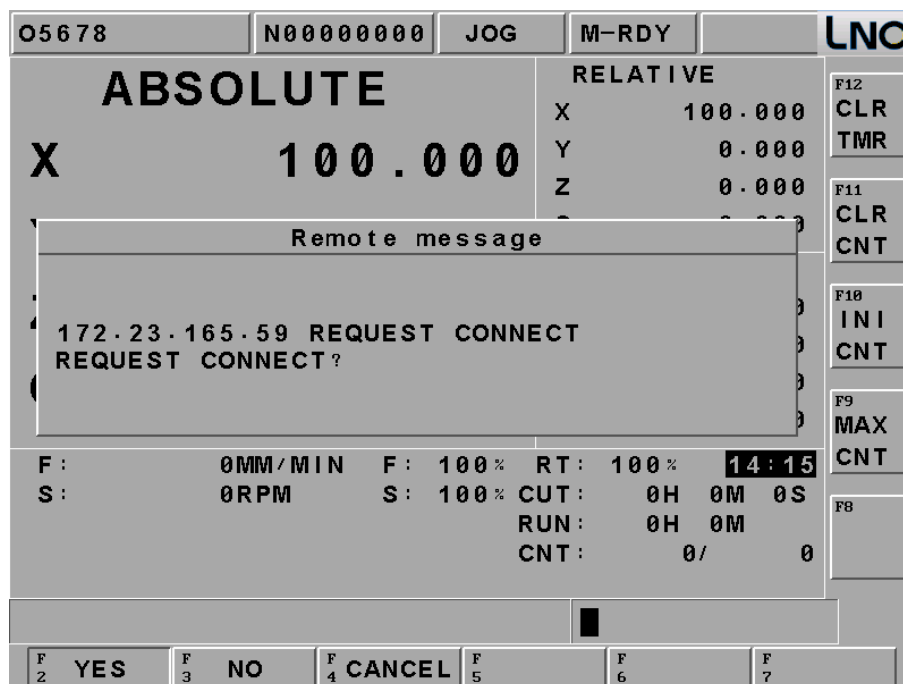 O5678 N00000000 JOG M-RDY LNC
ABSOLUTE
X 100.000
RELATIVE
X 100.000
Y 0.000
Z 0.000
Remote message
172.23.165.59 REQUEST CONNECT
REQUEST CONNECT?
F: 0MM/MIN F: 100% RT: 100% 14:15
S: 0RPM S: 100% CUT: 0H 0M 0S
RUN: 0H 0M
CNT: 0/ 0
F12
CLR
TMR
F11
CLR
CNT
F10
INI
CNT
F9
MAX
CNT
F8
F2 YES F3 NO F4 CANCEL F5 F6 F7